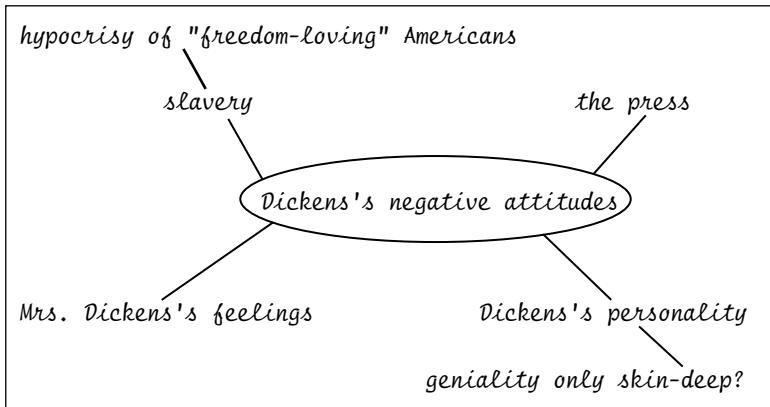 hypocrisy of "freedom-loving" Americans
slavery
the press
Dickens's negative attitudes
Mrs. Dickens's feelings
Dickens's personality
geniality only skin-deep?